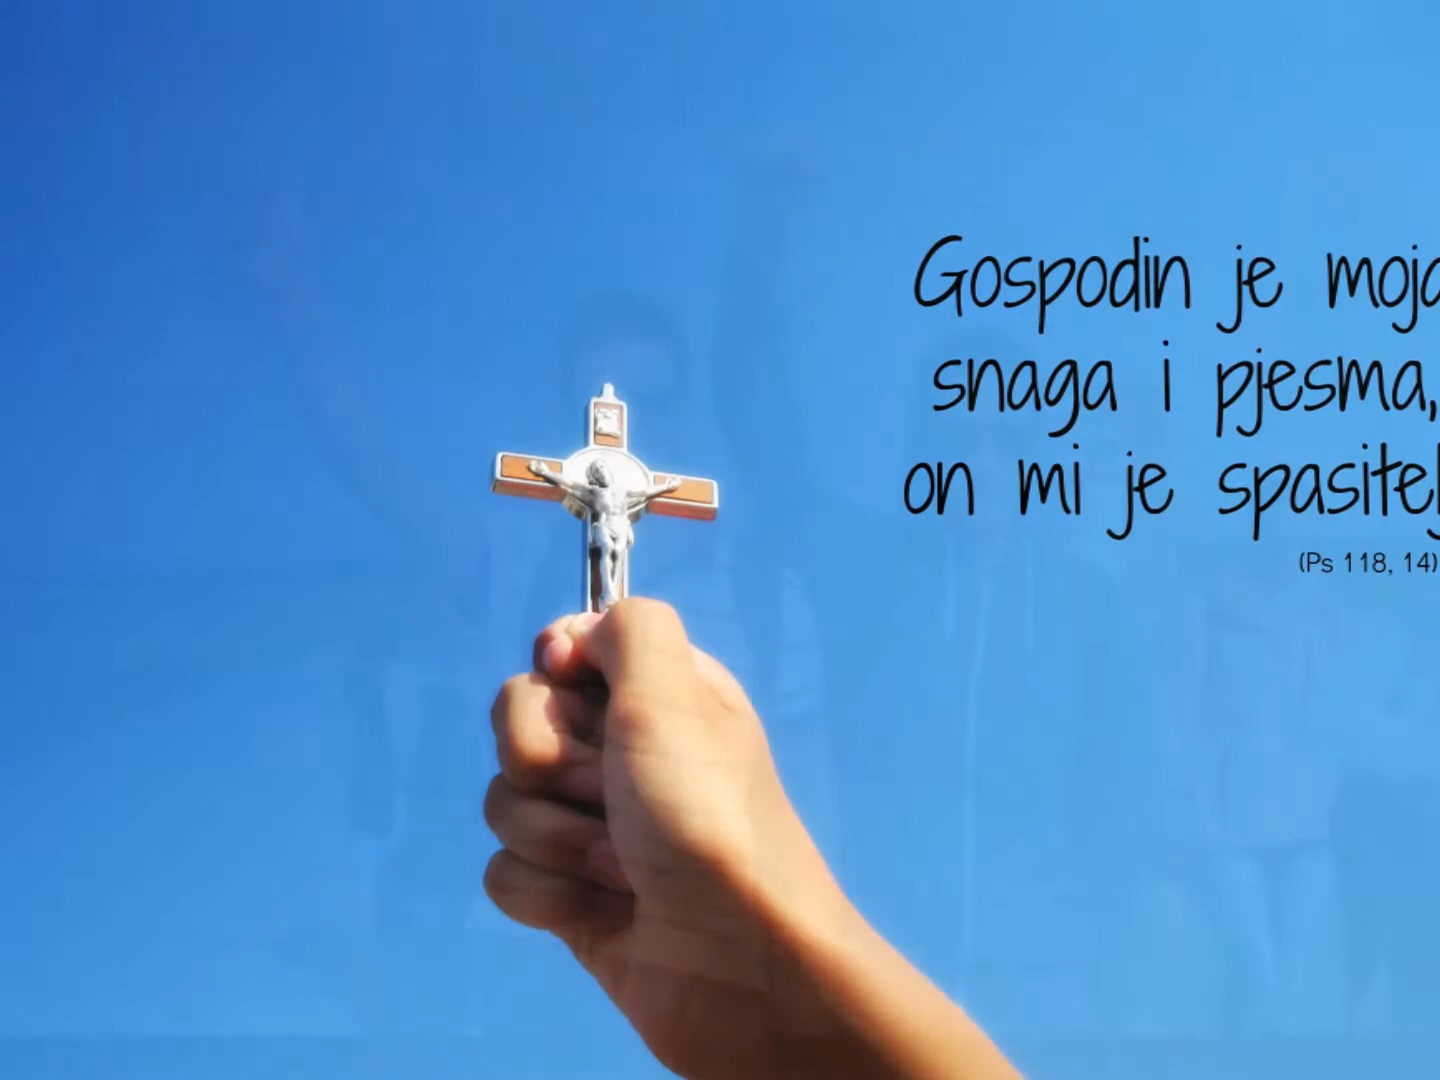 Gospodin je moja
snaga i pjesma,
on mi je spasitelj
(Ps 118, 14)